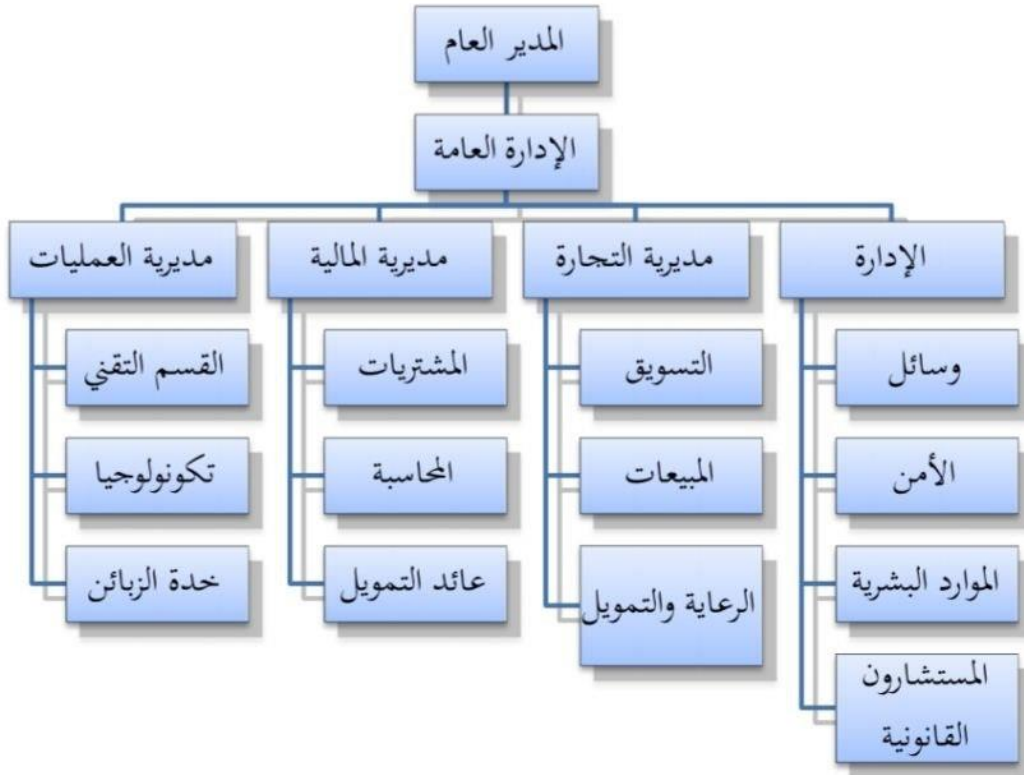 المدير العام
الإدارة العامة
الإدارة
مديرية التجارة
مديرية المالية
مديرية العمليات
وسائل
التسويق
المشتريات
القسم التقني
الأمن
المبيعات
المحاسبة
تكونولوجيا
الموارد البشرية
الرعاية والتمويل
عائد التمويل
خدة الزبائن
المستشارون
القانونية